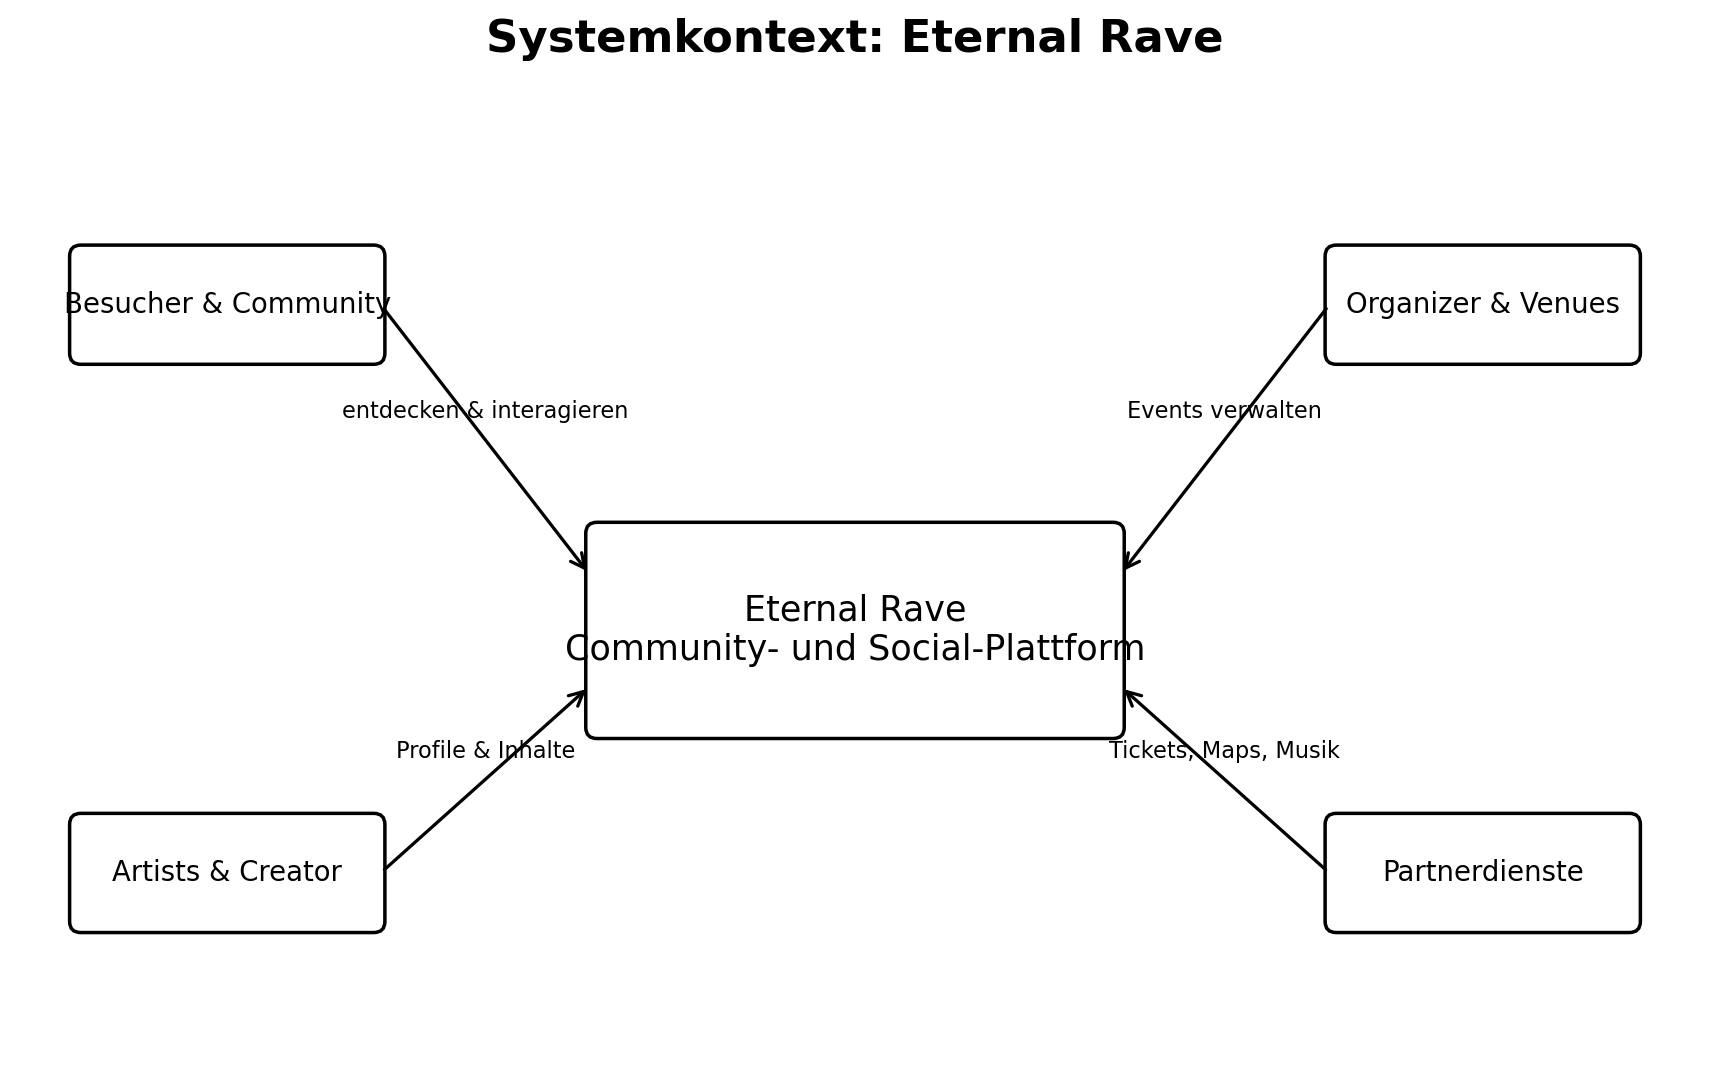 Systemkontext: Eternal Rave
Besucher & Community
Organizer & Venues
entdecken & interagieren
Events verwalten
Eternal Rave
Community- und Social-Plattform
Profile & Inhalte
Tickets, Maps, Musik
Artists & Creator
Partnerdienste